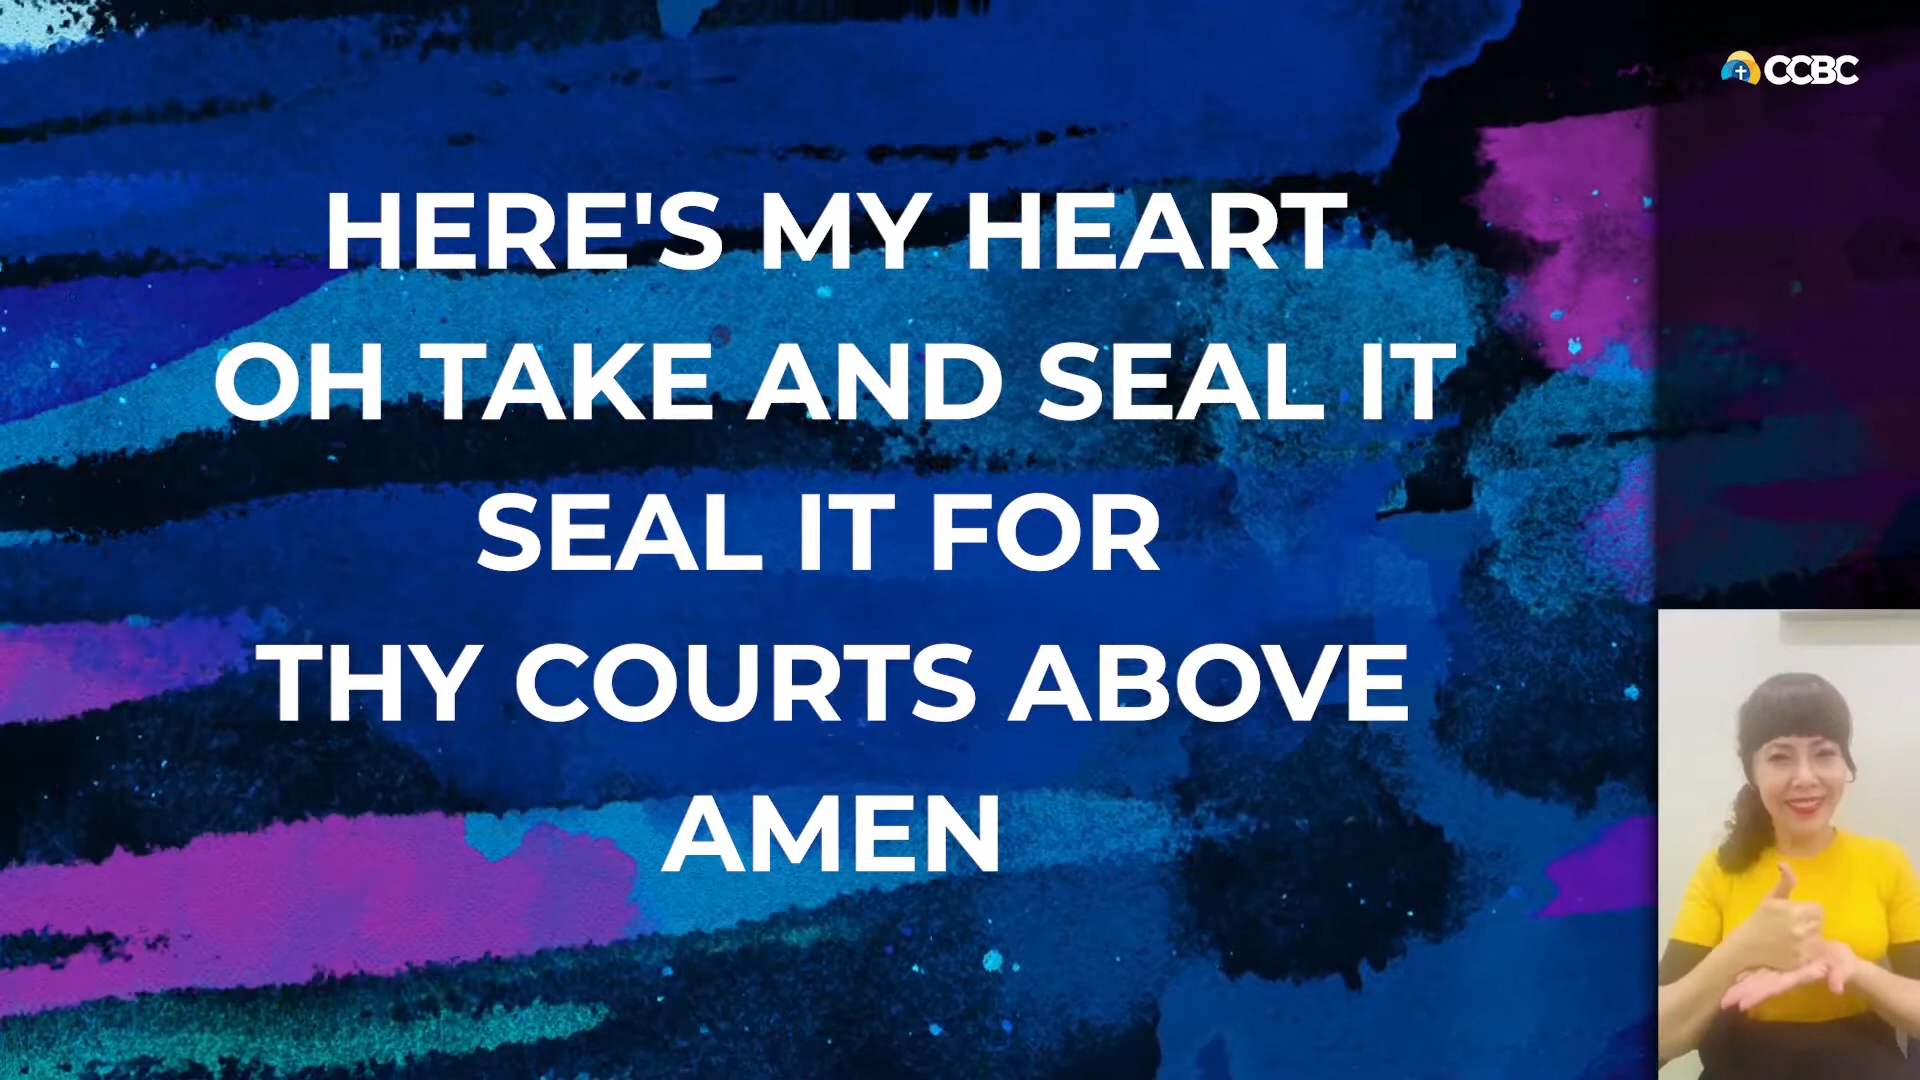 CCBC
HERE'S MY HEART
OH TAKE AND SEAL IT
SEAL IT FOR
THY COURTS ABOVE
AMEN